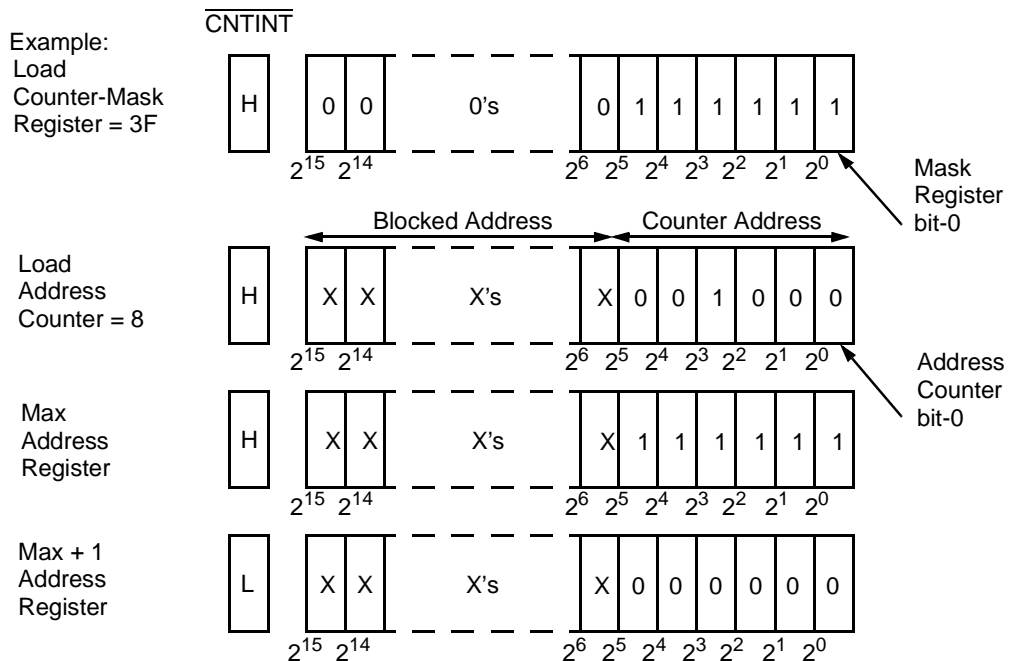 CNTINT
Example:
Load
Counter-Mask
Register = 3F
H
0 0 0's 0 1 1 1 1 1 1
2^15 2^14 2^6 2^5 2^4 2^3 2^2 2^1 2^0
Mask
Register
bit-0
Blocked Address Counter Address
Load
Address
Counter = 8
H
X X X's X 0 0 1 0 0 0
2^15 2^14 2^6 2^5 2^4 2^3 2^2 2^1 2^0
Address
Counter
bit-0
Max
Address
Register
H
X X X's X 1 1 1 1 1 1
2^15 2^14 2^6 2^5 2^4 2^3 2^2 2^1 2^0
Max + 1
Address
Register
L
X X X's X 0 0 0 0 0 0
2^15 2^14 2^6 2^5 2^4 2^3 2^2 2^1 2^0